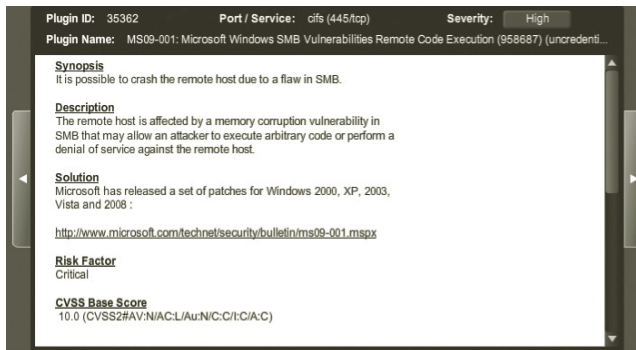 Plugin ID: 35362 Port / Service: cifs (445/tcp) Severity: High
Plugin Name: MS09-001: Microsoft Windows SMB Vulnerabilities Remote Code Execution (958687) (uncredenti...
Synopsis
It is possible to crash the remote host due to a flaw in SMB.
Description
The remote host is affected by a memory corruption vulnerability in
SMB that may allow an attacker to execute arbitrary code or perform a
denial of service against the remote host.
Solution
Microsoft has released a set of patches for Windows 2000, XP, 2003,
Vista and 2008 :
http://www.microsoft.com/technet/security/bulletin/ms09-001.mspx
Risk Factor
Critical
CVSS Base Score
10.0 (CVSS2#AV:N/AC:L/Au:N/C:C/I:C/A:C)